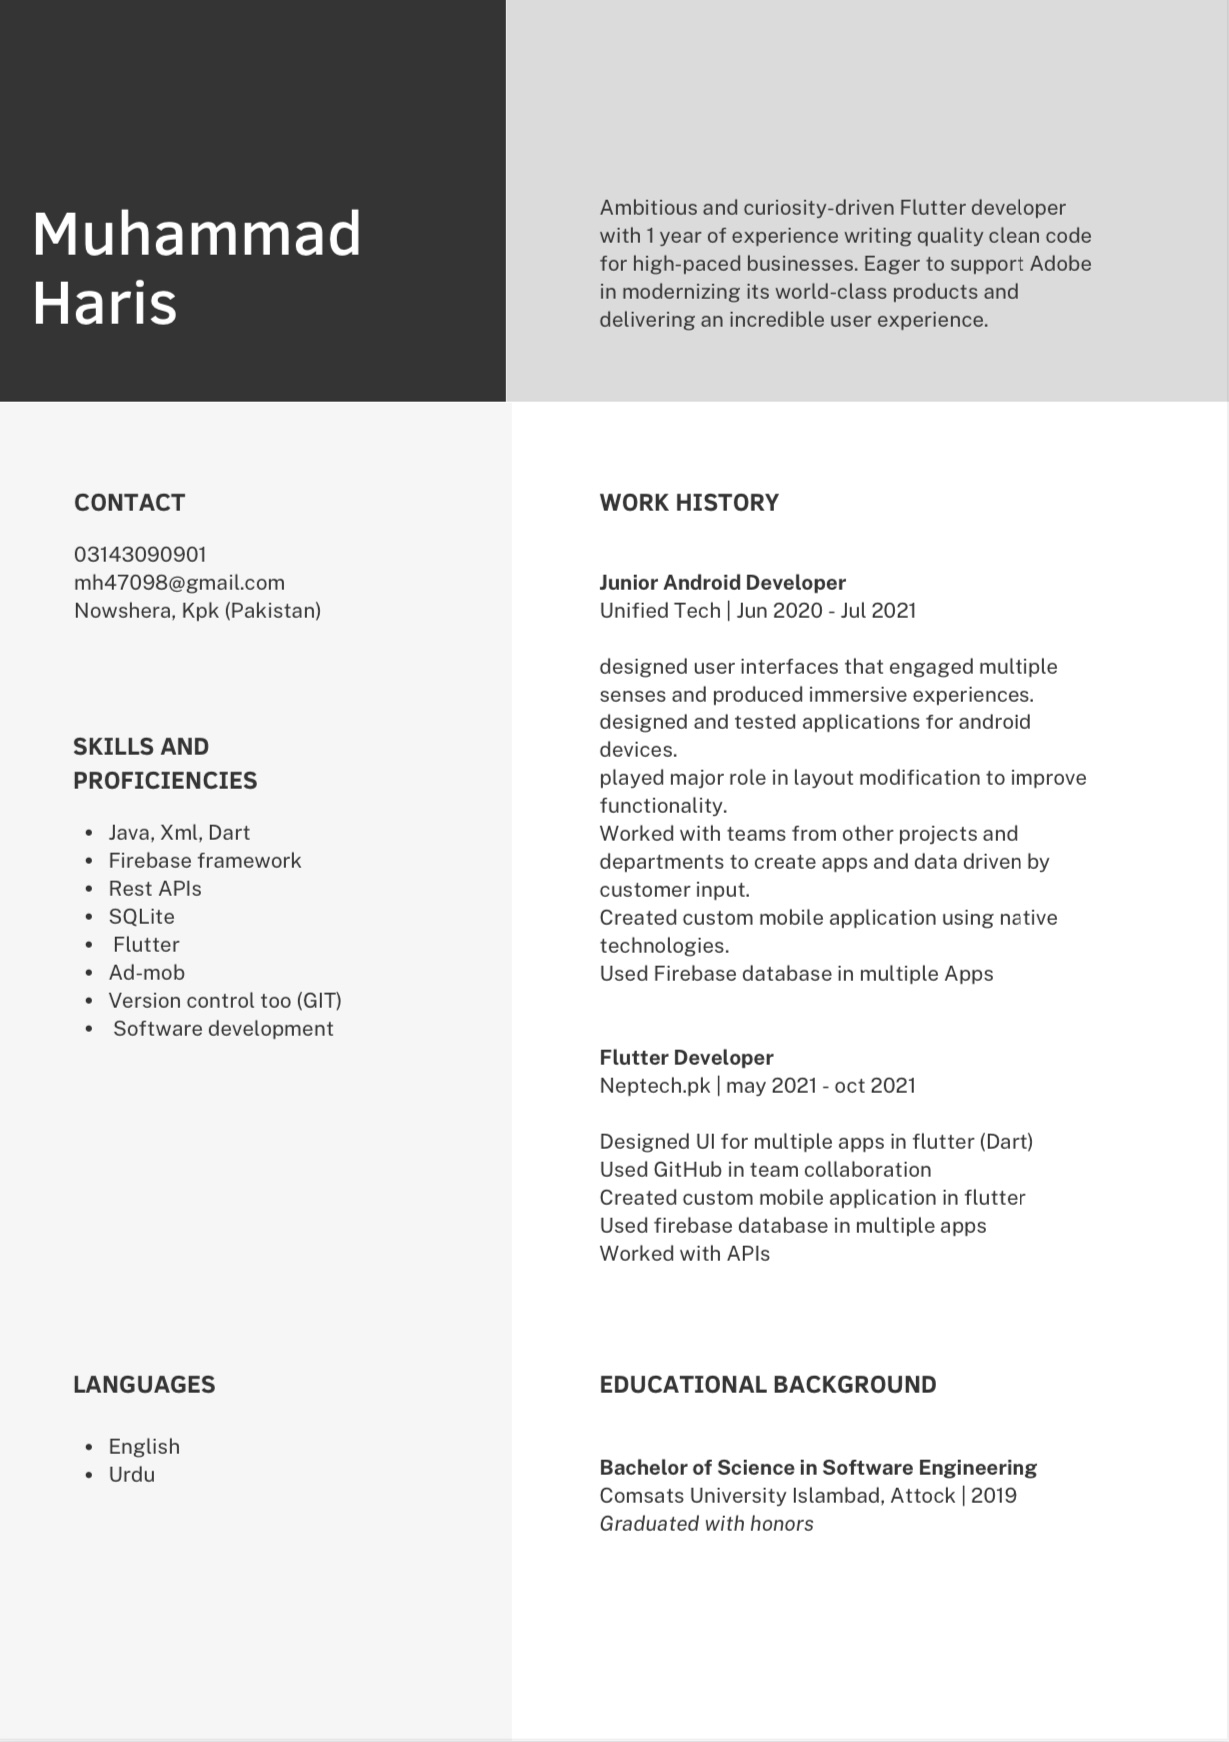 Muhammad
Haris
Ambitious and curiosity-driven Flutter developer
with 1 year of experience writing quality clean code
for high-paced businesses. Eager to support Adobe
in modernizing its world-class products and
delivering an incredible user experience.
CONTACT
03143090901
mh47098@gmail.com
Nowshera, Kpk (Pakistan)
SKILLS AND
PROFICIENCIES
• Java, Xml, Dart
• Firebase framework
• Rest APIs
• SQLite
• Flutter
• Ad-mob
• Version control too (GIT)
• Software development
LANGUAGES
• English
• Urdu
WORK HISTORY
Junior Android Developer
Unified Tech | Jun 2020 - Jul 2021
designed user interfaces that engaged multiple
senses and produced immersive experiences.
designed and tested applications for android
devices.
played major role in layout modification to improve
functionality.
Worked with teams from other projects and
departments to create apps and data driven by
customer input.
Created custom mobile application using native
technologies.
Used Firebase database in multiple Apps
Flutter Developer
Neptech.pk | may 2021 - oct 2021
Designed UI for multiple apps in flutter (Dart)
Used GitHub in team collaboration
Created custom mobile application in flutter
Used firebase database in multiple apps
Worked with APIs
EDUCATIONAL BACKGROUND
Bachelor of Science in Software Engineering
Comsats University Islambad, Attock | 2019
Graduated with honors